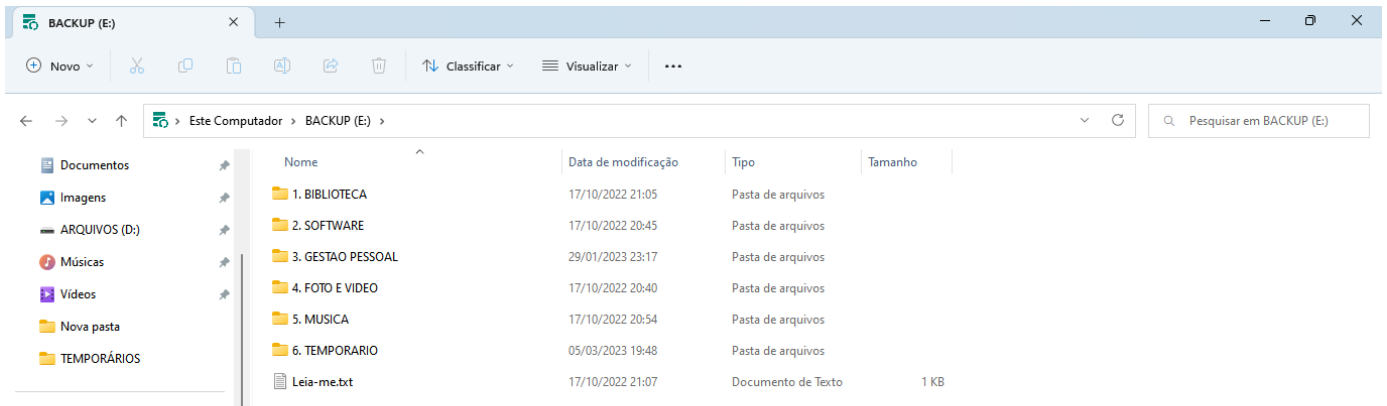 BACKUP (E:)
Novo Classificar Visualizar
Este Computador BACKUP (E:) Pesquisar em BACKUP (E:)
Documentos
Imagens
ARQUIVOS (D:)
Músicas
Vídeos
Nova pasta
TEMPORÁRIOS
Nome Data de modificação Tipo Tamanho
1. BIBLIOTECA 17/10/2022 21:05 Pasta de arquivos
2. SOFTWARE 17/10/2022 20:45 Pasta de arquivos
3. GESTAO PESSOAL 29/01/2023 23:17 Pasta de arquivos
4. FOTO E VIDEO 17/10/2022 20:40 Pasta de arquivos
5. MUSICA 17/10/2022 20:54 Pasta de arquivos
6. TEMPORARIO 05/03/2023 19:48 Pasta de arquivos
Leia-me.txt 17/10/2022 21:07 Documento de Texto 1 KB